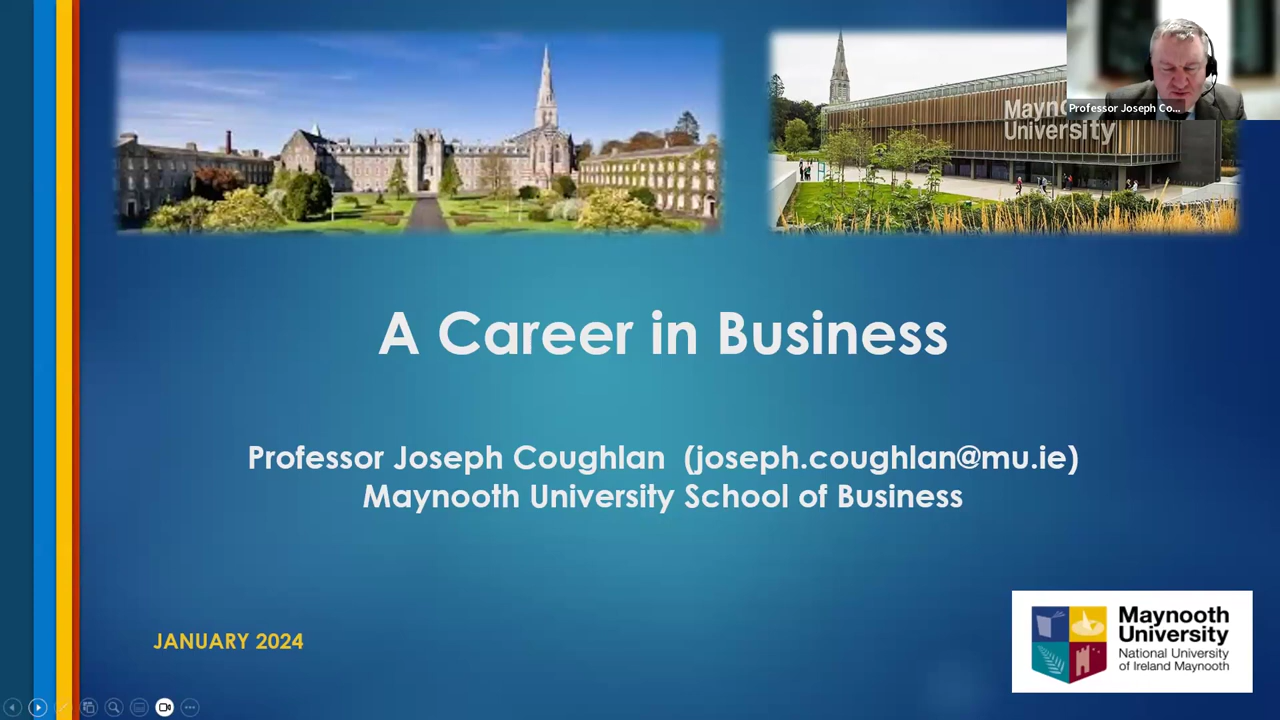 Professor Joseph Co...
Mayno
University
A Career in Business
Professor Joseph Coughlan (joseph.coughlan@mu.ie)
Maynooth University School of Business
JANUARY 2024
Maynooth
University
National University
of Ireland Maynooth